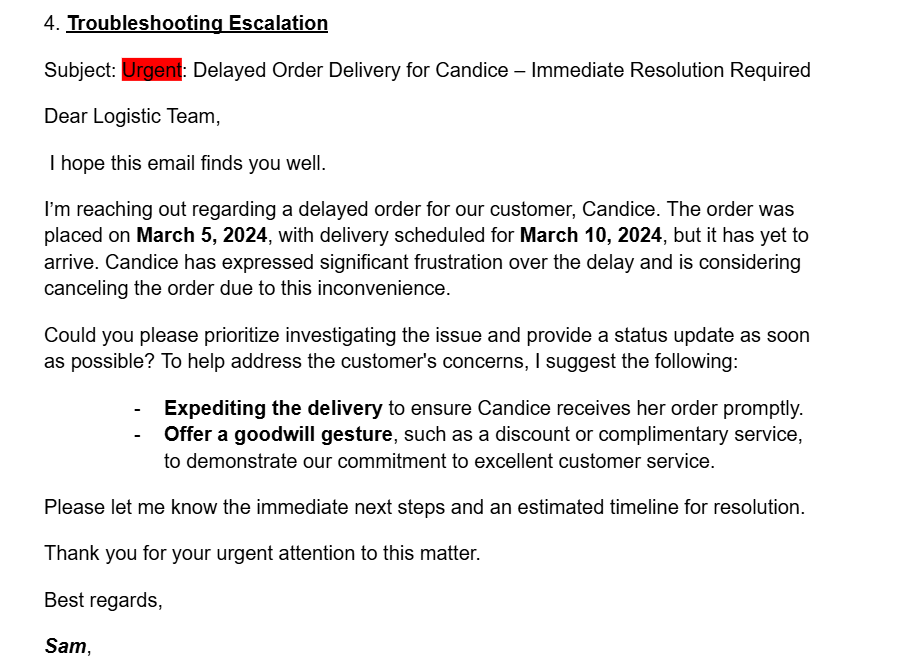 4. Troubleshooting Escalation
Subject: Urgent: Delayed Order Delivery for Candice – Immediate Resolution Required
Dear Logistic Team,
I hope this email finds you well.
I’m reaching out regarding a delayed order for our customer, Candice. The order was
placed on March 5, 2024, with delivery scheduled for March 10, 2024, but it has yet to
arrive. Candice has expressed significant frustration over the delay and is considering
canceling the order due to this inconvenience.
Could you please prioritize investigating the issue and provide a status update as soon
as possible? To help address the customer's concerns, I suggest the following:
- Expediting the delivery to ensure Candice receives her order promptly.
- Offer a goodwill gesture, such as a discount or complimentary service,
to demonstrate our commitment to excellent customer service.
Please let me know the immediate next steps and an estimated timeline for resolution.
Thank you for your urgent attention to this matter.
Best regards,
Sam,